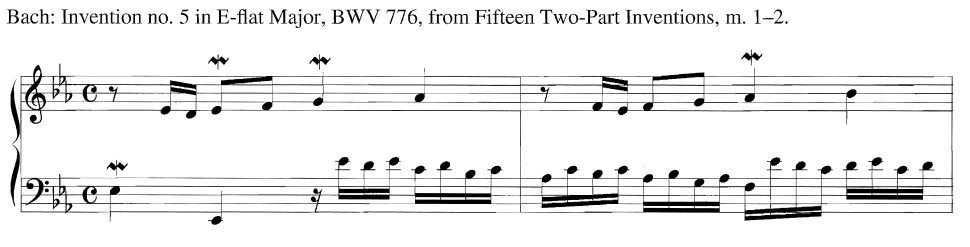 Bach: Invention no. 5 in E-flat Major, BWV 776, from Fifteen Two-Part Inventions, m. 1–2.